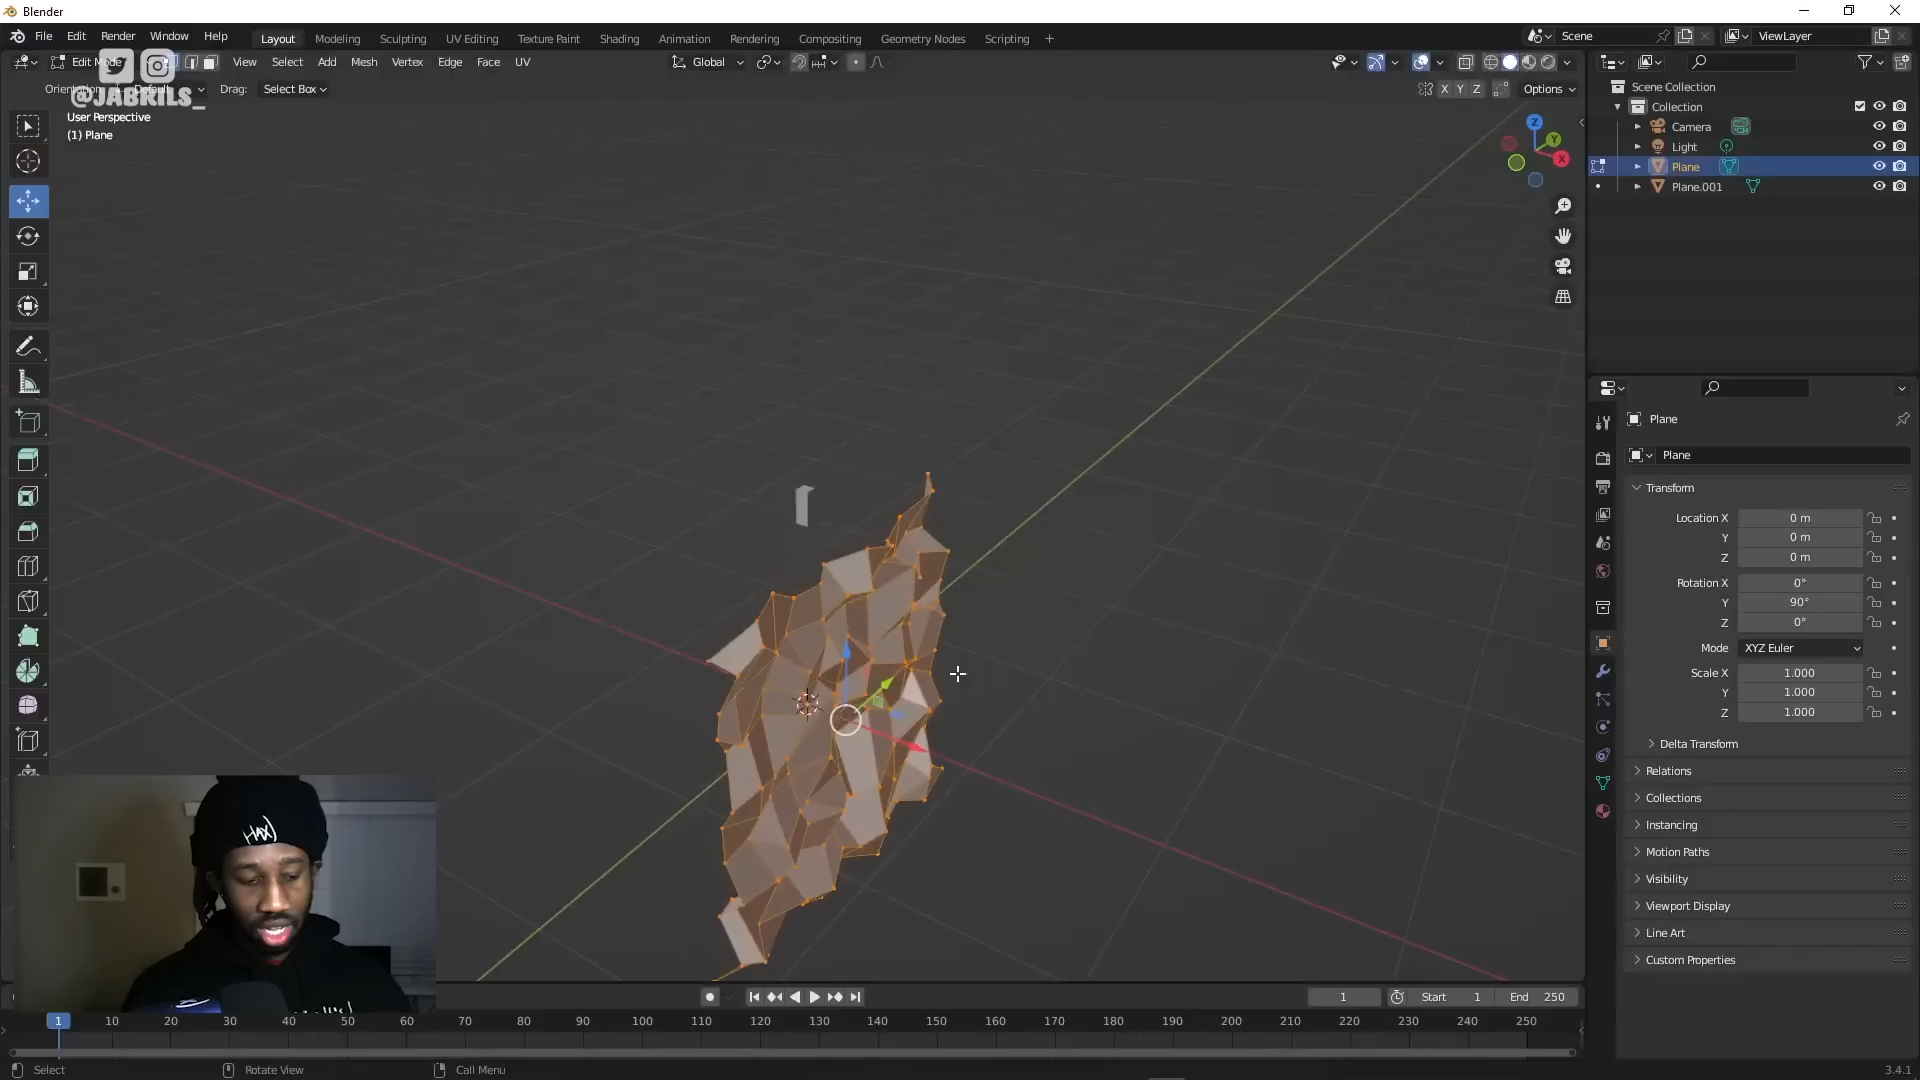 Blender
File Edit Render Window Help
Layout Modeling Sculpting UV Editing Texture Paint Shading Animation Rendering Compositing Geometry Nodes Scripting +
Scene
ViewLayer
Edit Mode View Select Add Mesh Vertex Edge Face UV
Global
Drag: Select Box
X Y Z
Options
@JABRILS_
User Perspective
(1) Plane
Z
Y
X
Scene Collection
Collection
Camera
Light
Plane
Plane.001
Plane
Plane
Transform
Location X 0 m
Y 0 m
Z 0 m
Rotation X 0°
Y 90°
Z 0°
Mode XYZ Euler
Scale X 1.000
Y 1.000
Z 1.000
Delta Transform
Relations
Collections
Instancing
Motion Paths
Visibility
Viewport Display
Line Art
Custom Properties
HAX)
1 Start 1 End 250
1 10 20 30 40 50 60 70 80 90 100 110 120 130 140 150 160 170 180 190 200 210 220 230 240 250
Select Rotate View Call Menu
3.4.1